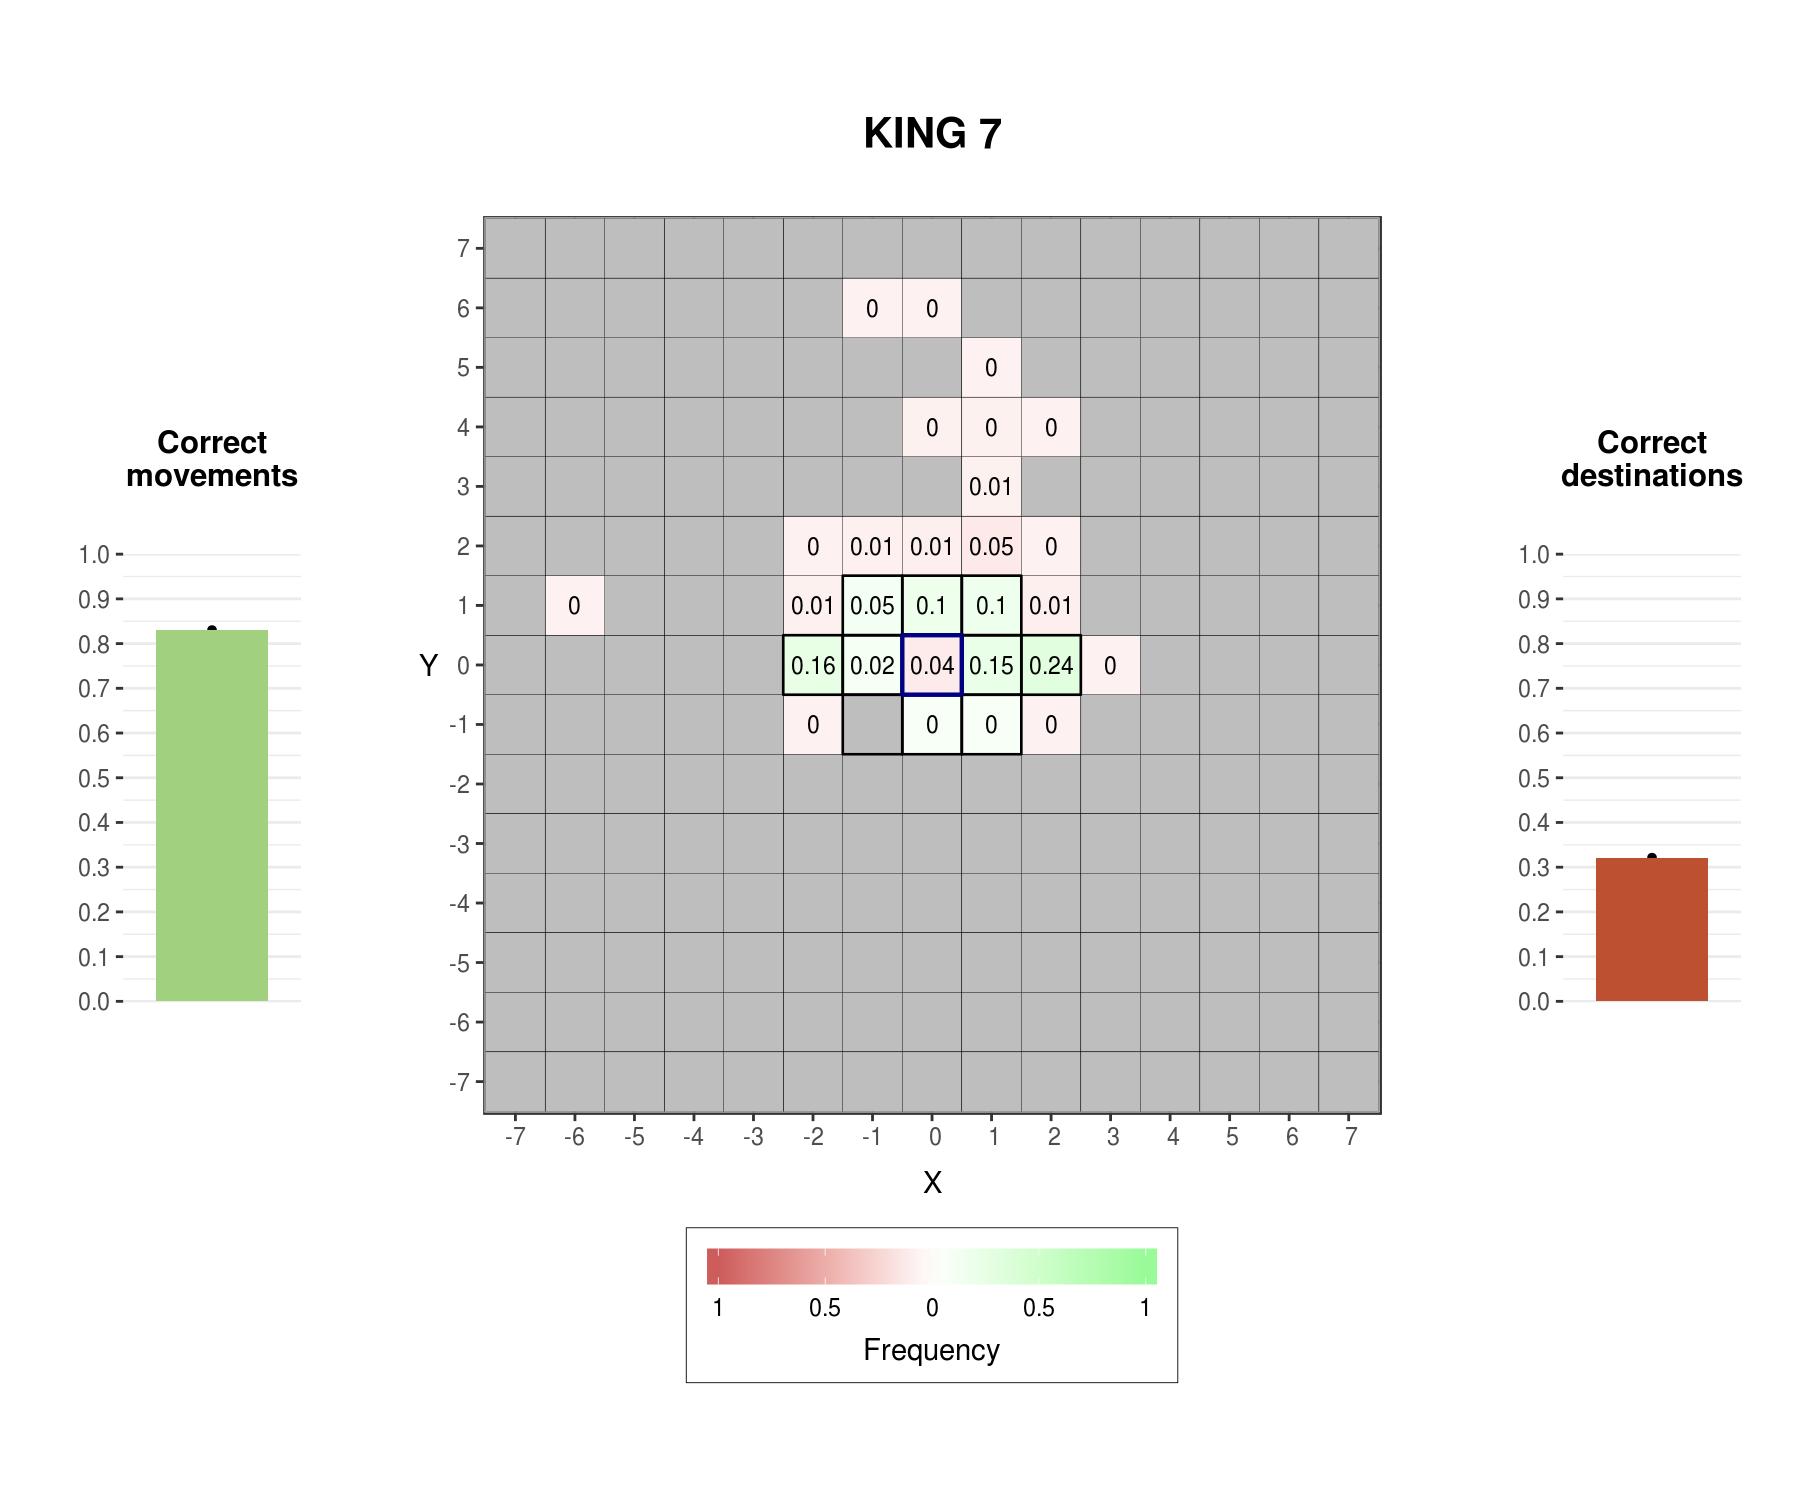 KING 7
Correct
movements
1.0
0.9
0.8
0.7
0.6
0.5
0.4
0.3
0.2
0.1
0.0
Y
7
6 0 0
5 0
4 0 0 0
3 0.01
2 0 0.01 0.01 0.05 0
1 0 0.01 0.05 0.1 0.1 0.01
0 0.16 0.02 0.04 0.15 0.24 0
-1 0 0 0 0
-2
-3
-4
-5
-6
-7
-7 -6 -5 -4 -3 -2 -1 0 1 2 3 4 5 6 7
X
1 0.5 0 0.5 1
Frequency
Correct
destinations
1.0
0.9
0.8
0.7
0.6
0.5
0.4
0.3
0.2
0.1
0.0